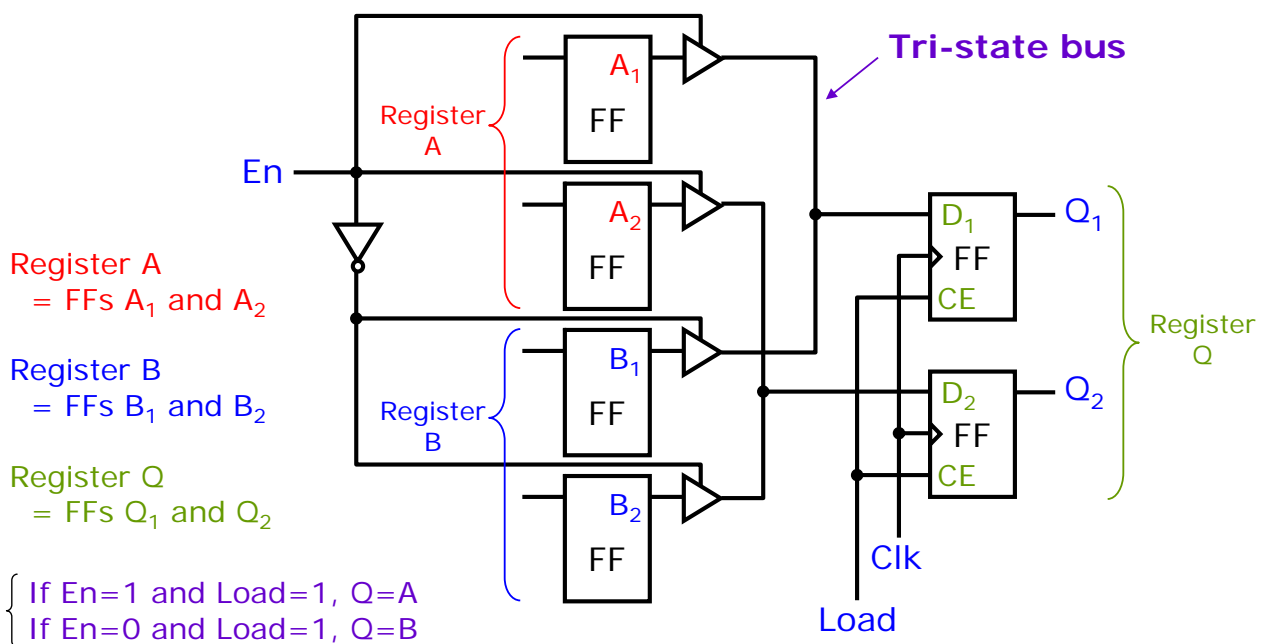 Tri-state bus
A₁
FF
Register
A
En
A₂
FF
D₁
FF
CE
Q₁
Register A
= FFs A₁ and A₂
Register
Q
B₁
FF
Register B
= FFs B₁ and B₂
Register
B
D₂
FF
CE
Q₂
Register Q
= FFs Q₁ and Q₂
B₂
FF
Clk
Load
If En=1 and Load=1, Q=A
If En=0 and Load=1, Q=B